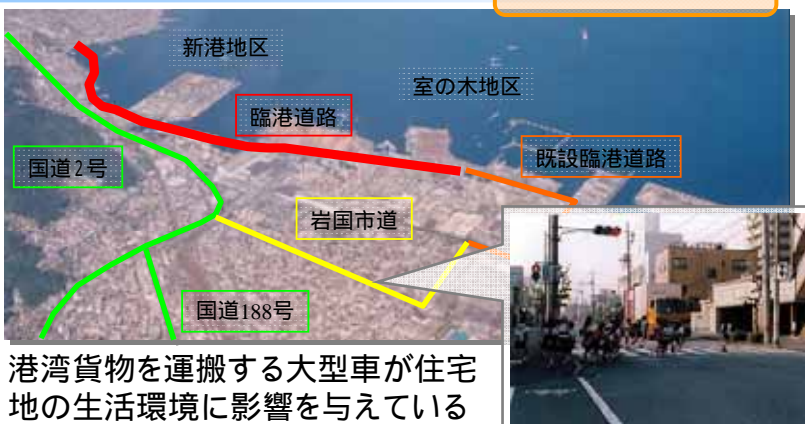 新港地区
室の木地区
臨港道路
既設臨港道路
国道2号
岩国市道
国道188号
港湾貨物を運搬する大型車が住宅
地の生活環境に影響を与えている